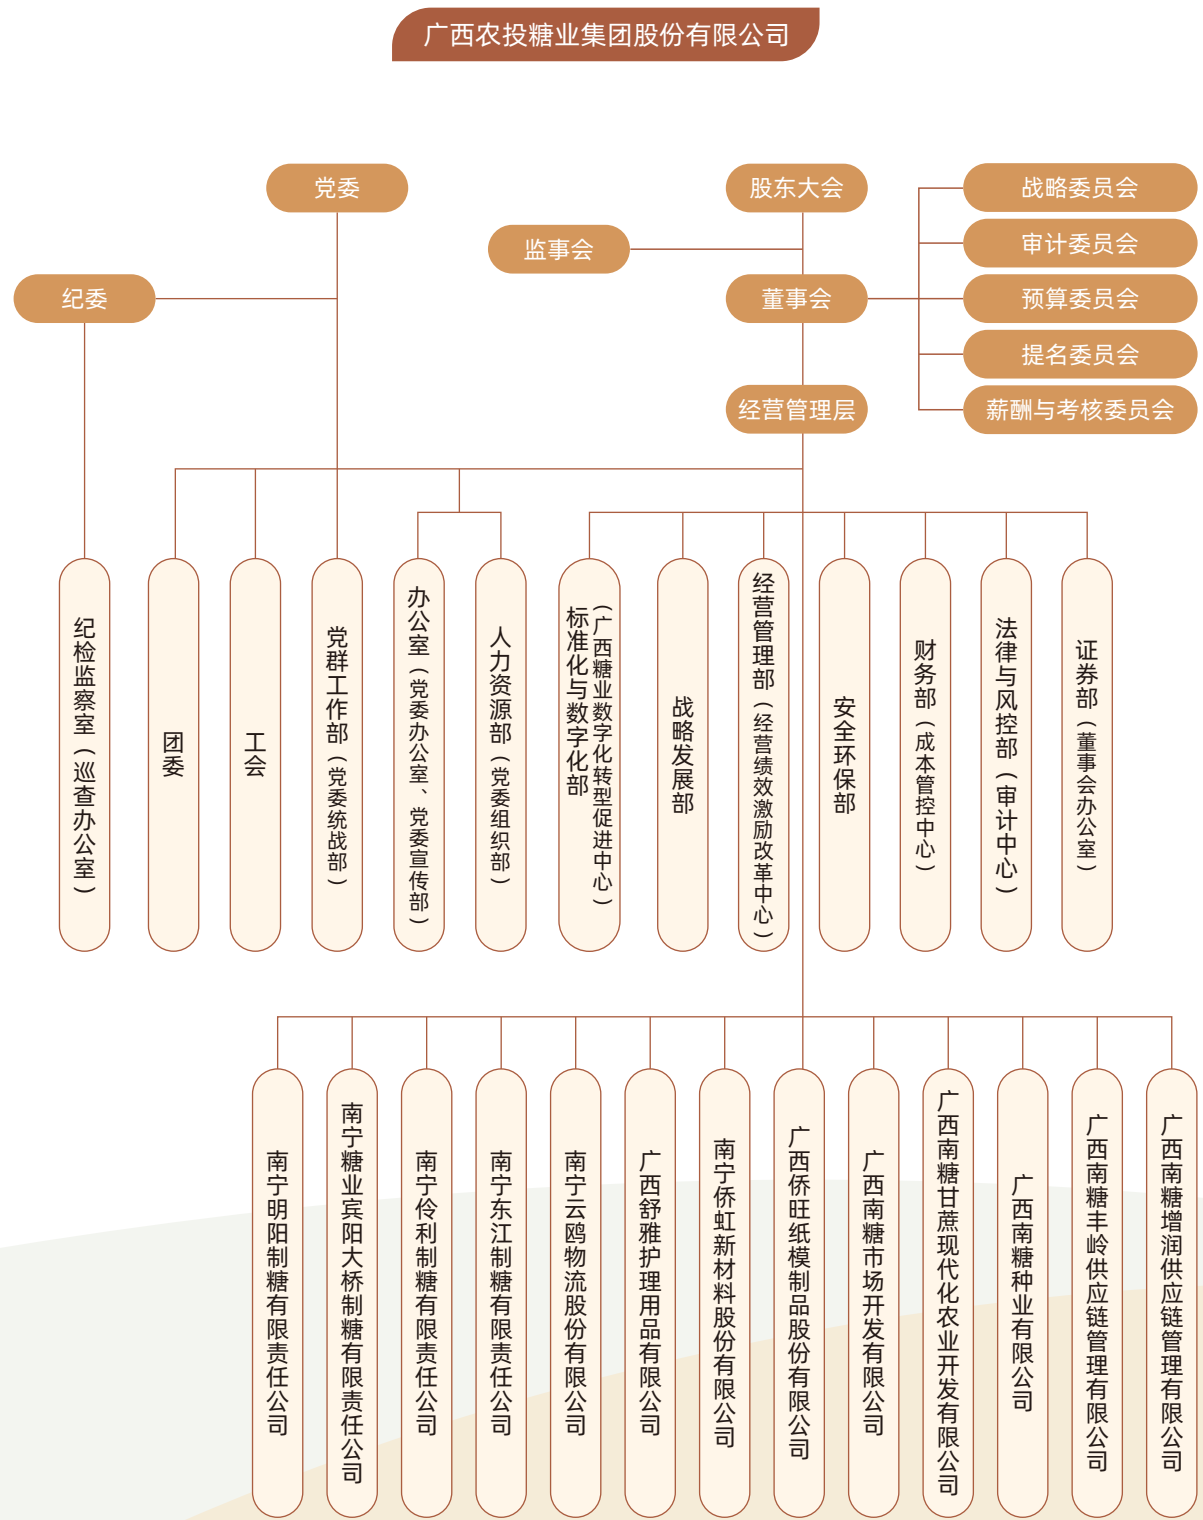 广西农投糖业集团股份有限公司
党委
股东大会
战略委员会
监事会
审计委员会
纪委
董事会
预算委员会
提名委员会
经营管理层
薪酬与考核委员会
纪检监察室（巡查办公室）
团委
工会
党群工作部（党委统战部）
办公室（党委办公室、党委宣传部）
人力资源部（党委组织部）
标准化与数字化部
（广西糖业数字化转型促进中心）
战略发展部
经营管理部（经营绩效激励改革中心）
安全环保部
财务部（成本管控中心）
法律与风控部（审计中心）
证券部（董事会办公室）
南宁明阳制糖有限责任公司
南宁糖业宾阳大桥制糖有限责任公司
南宁伶利制糖有限责任公司
南宁东江制糖有限责任公司
南宁云鸥物流股份有限公司
广西舒雅护理用品有限公司
南宁侨虹新材料股份有限公司
广西侨旺纸模制品股份有限公司
广西南糖市场开发有限公司
广西南糖甘蔗现代化农业开发有限公司
广西南糖种业有限公司
广西南糖丰岭供应链管理有限公司
广西南糖增润供应链管理有限公司